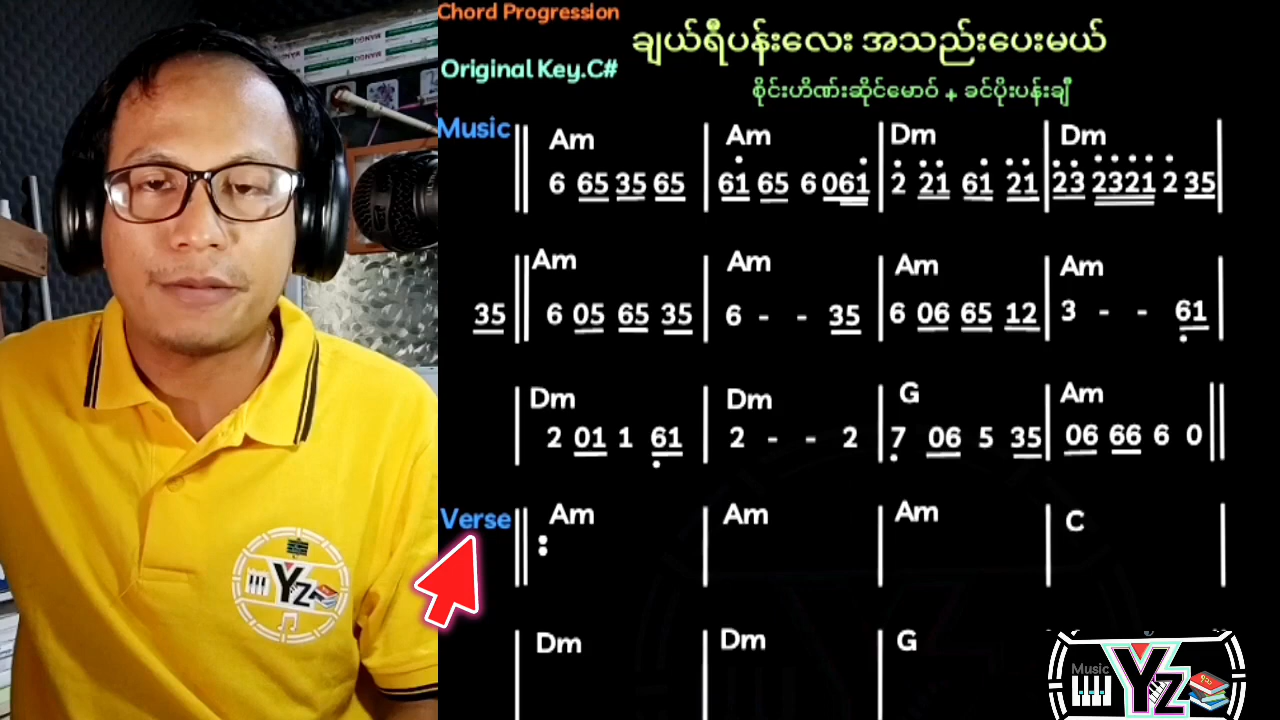 Chord Progression
ချယ်ရီပန်းလေး အသည်းပေးမယ်
Original Key.C#
စိုင်းဟိဏ်းဆိုင်မောဝ် + ခင်ပိုးပန်းချီ
Music
Am Am Dm Dm
6 65 35 65 61 65 6 061 2 21 61 21 23 2321 2 35
Am Am Am Am
35 6 05 65 35 6 - - 35 6 06 65 12 3 - - 61
Dm Dm G Am
2 01 1 61 2 - - 2 7 06 5 35 06 66 6 0
Verse Am Am Am C
Dm Dm G
YZ
Music
YZ